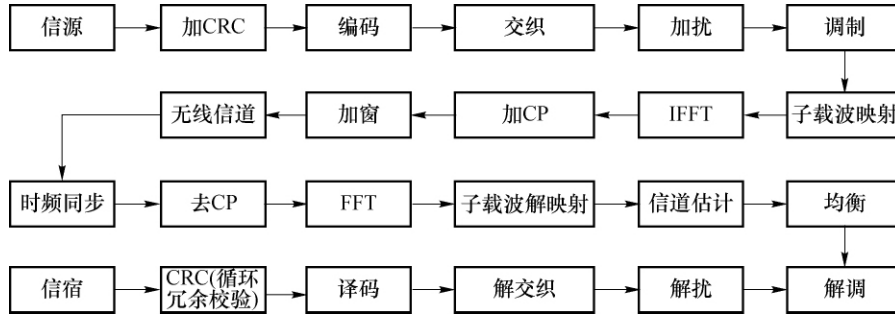 信源
加CRC
编码
交织
加扰
调制
无线信道
加窗
加CP
IFFT
子载波映射
时频同步
去CP
FFT
子载波解映射
信道估计
均衡
信宿
CRC(循环
冗余校验)
译码
解交织
解扰
解调